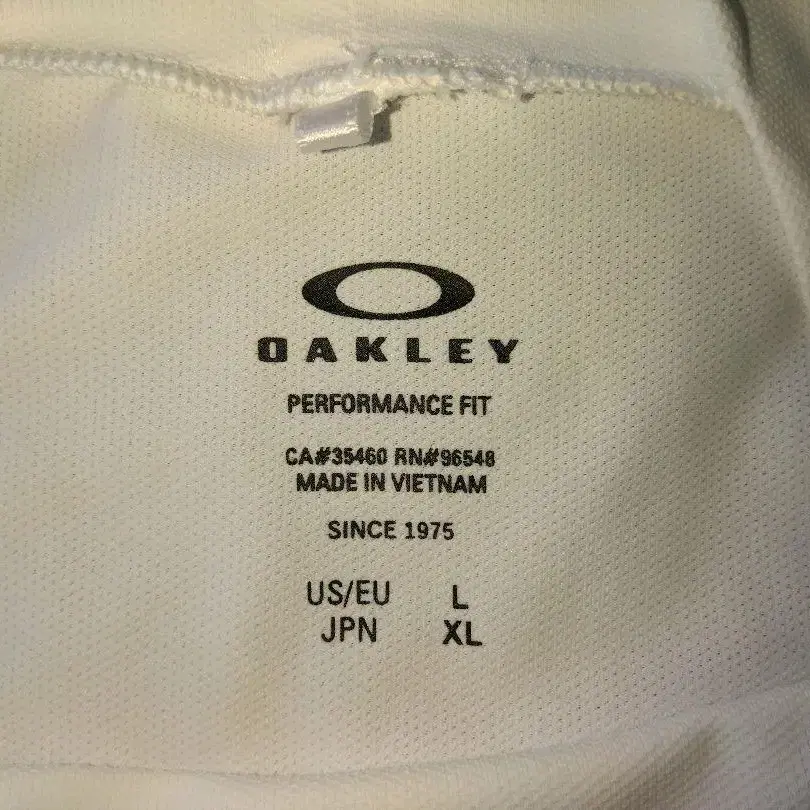 OAKLEY
PERFORMANCE FIT
CA#35460 RN#96548
MADE IN VIETNAM
SINCE 1975
US/EU L
JPN XL